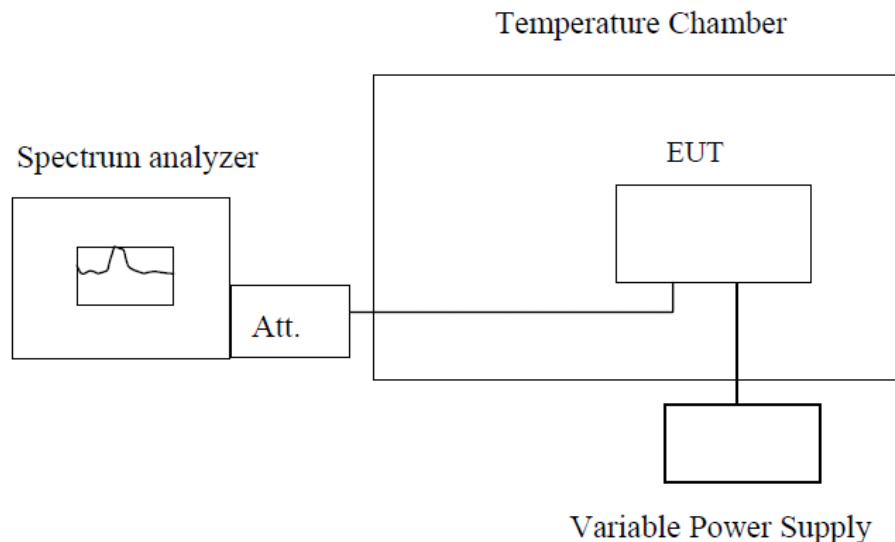 Temperature Chamber
Spectrum analyzer
EUT
Att.
Variable Power Supply